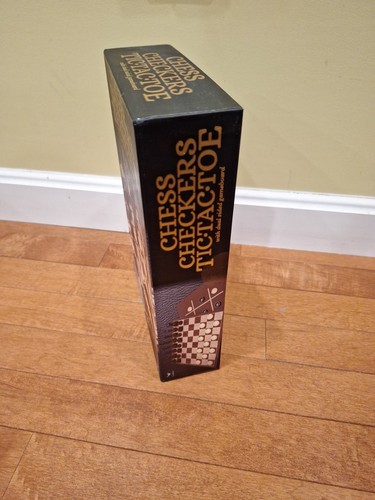 CHESS
CHECKERS
TIC•TAC•TOE
CHESS
CHECKERS
TIC•TAC•TOE
with dual sided gameboard